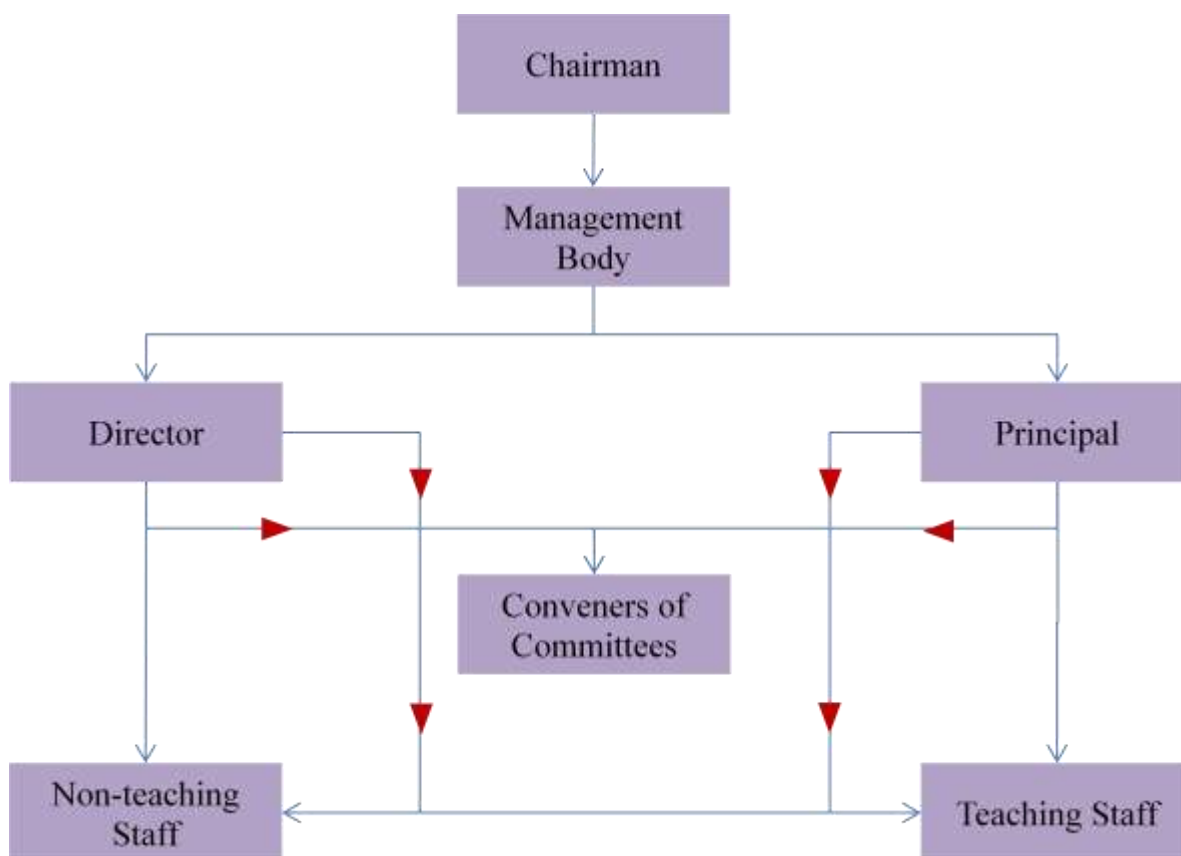 Chairman
Management
Body
Director
Principal
Conveners of
Committees
Non-teaching
Staff
Teaching Staff